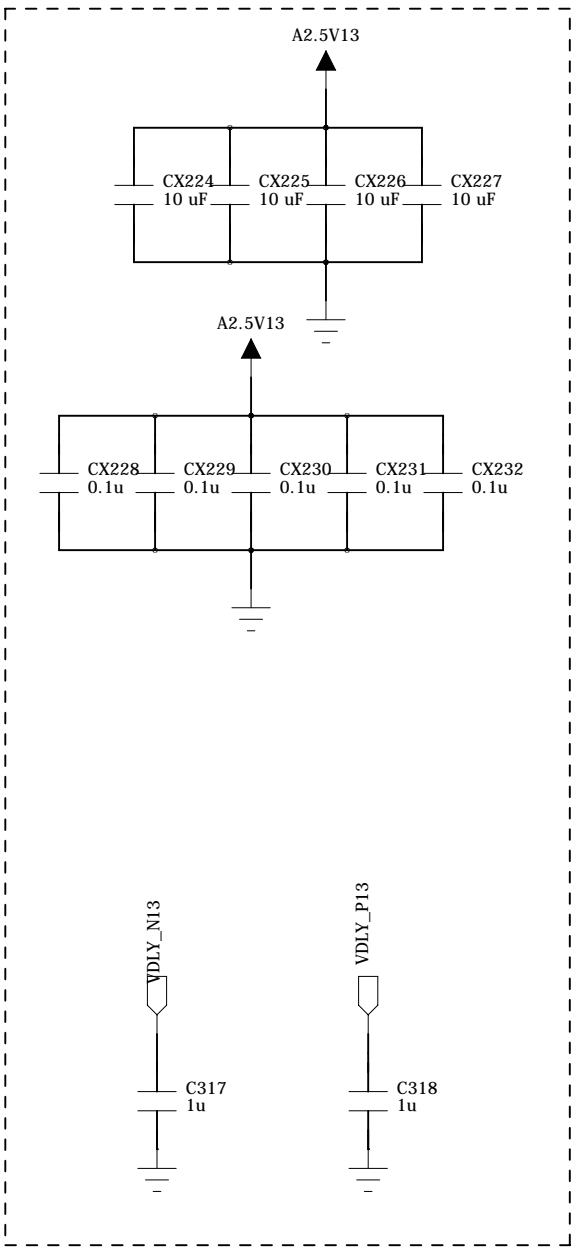 A2.5V13
CX224 CX225 CX226 CX227
10 uF 10 uF 10 uF 10 uF
A2.5V13
CX228 CX229 CX230 CX231 CX232
0.1u 0.1u 0.1u 0.1u 0.1u
VDLY_N13
VDLY_P13
C317 C318
1u 1u